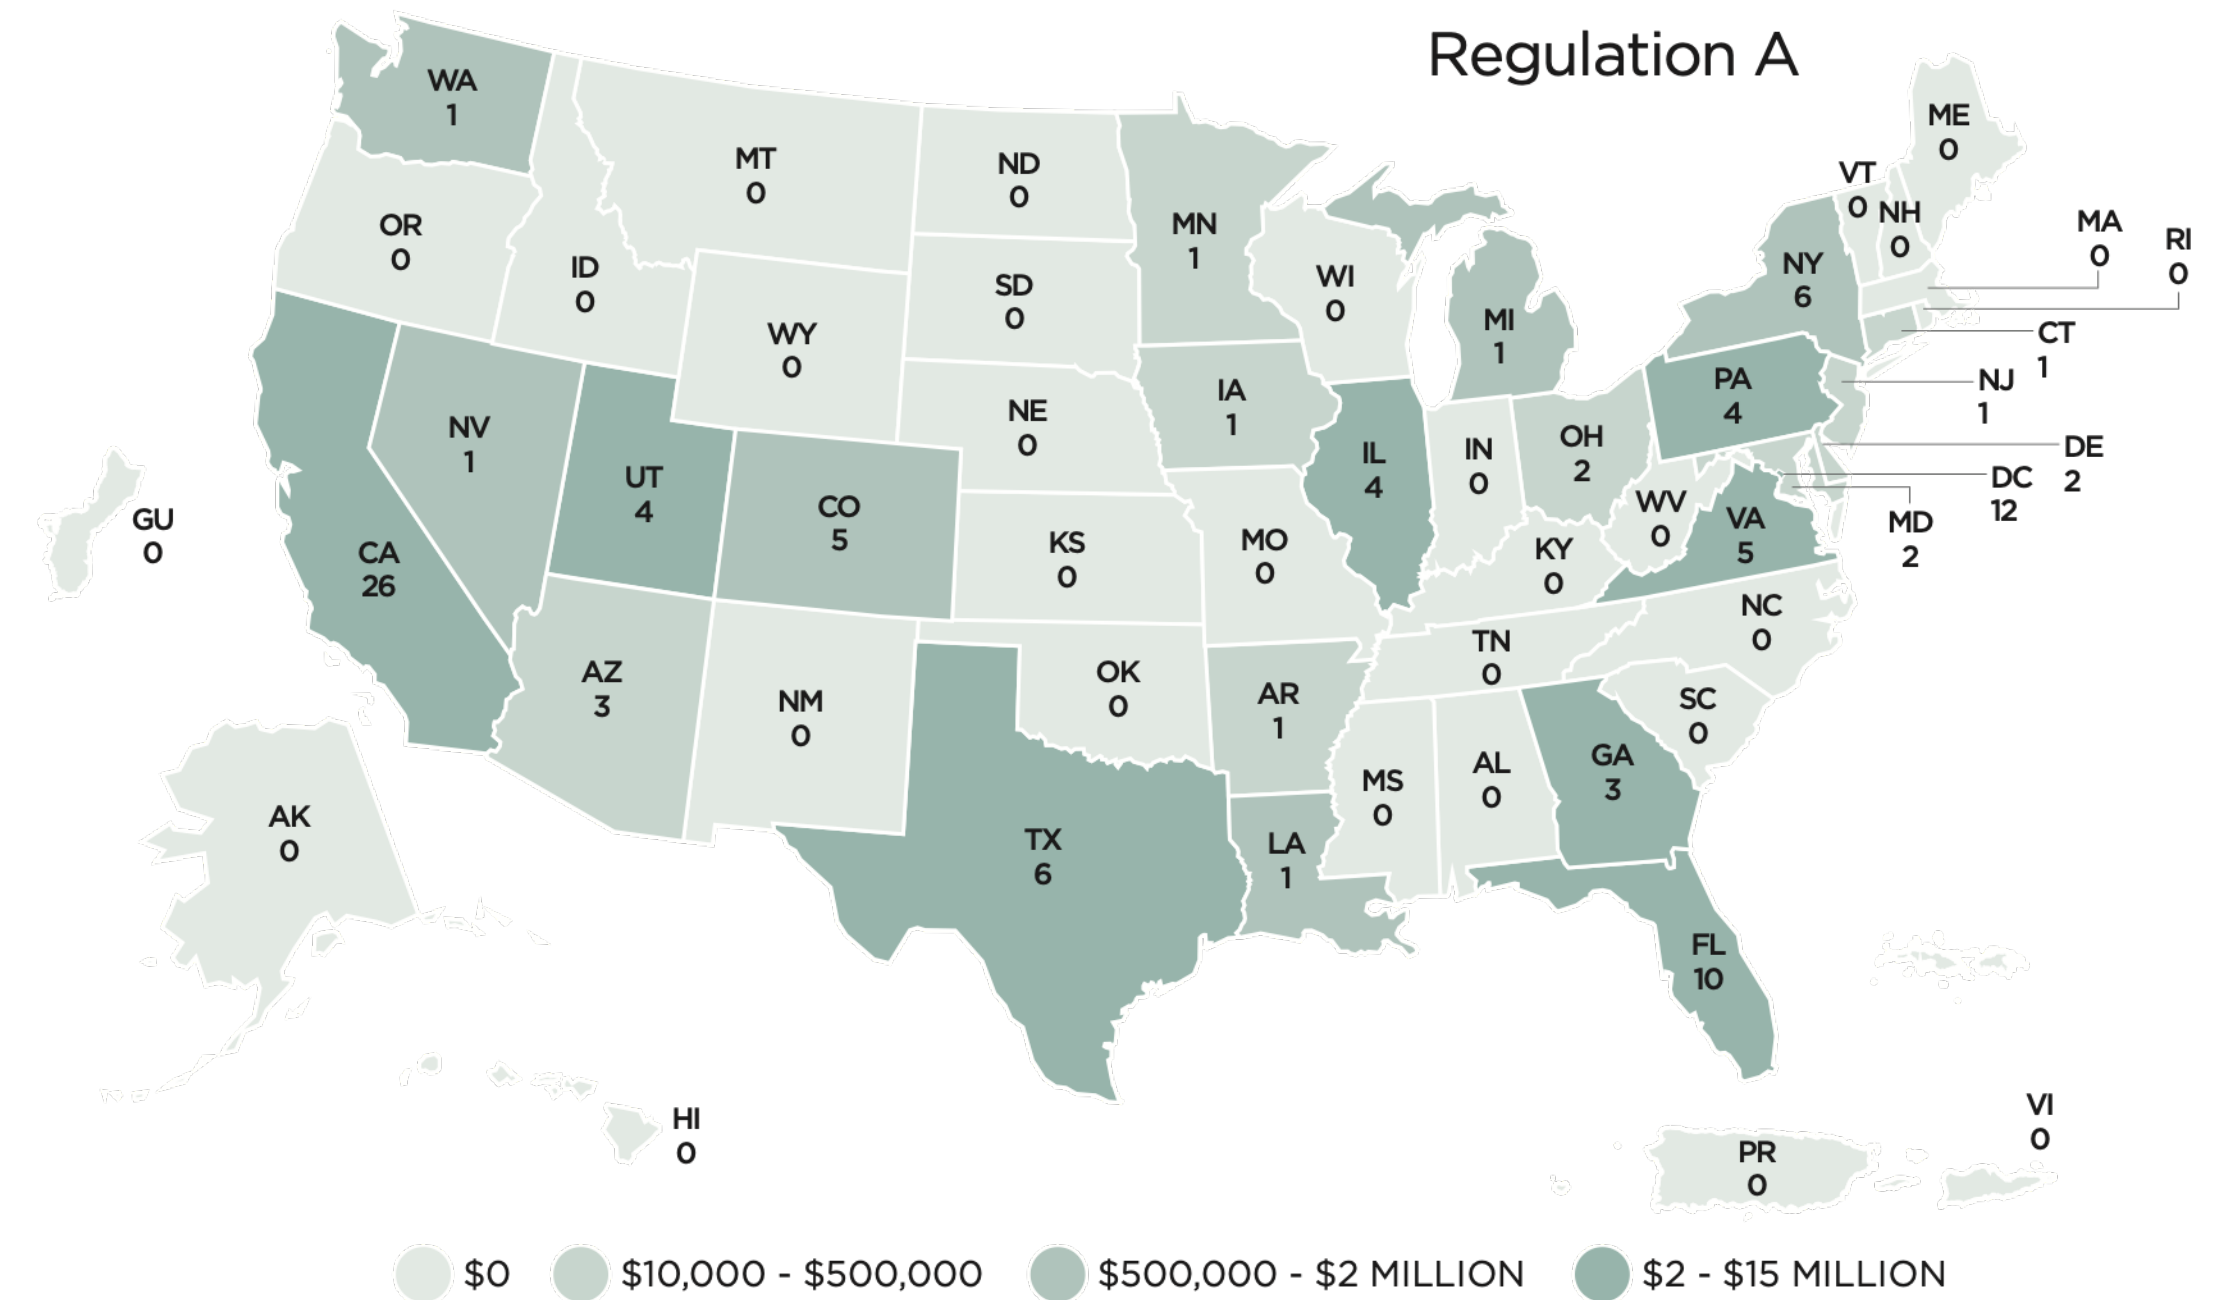 Regulation A
WA
1
MT
0
ND
0
MN
1
ME
0
VT
0
NH
0
MA
0
RI
0
OR
0
ID
0
SD
0
WI
0
MI
1
NY
6
CT
1
WY
0
NE
0
IA
1
PA
4
NJ
1
NV
1
UT
4
CO
5
IL
4
IN
0
OH
2
DE
2
DC
12
MD
2
GU
0
CA
26
KS
0
MO
0
KY
0
WV
0
VA
5
NC
0
AZ
3
NM
0
OK
0
AR
1
TN
0
SC
0
AK
0
TX
6
LA
1
MS
0
AL
0
GA
3
FL
10
HI
0
PR
0
VI
0
$0
$10,000 - $500,000
$500,000 - $2 MILLION
$2 - $15 MILLION